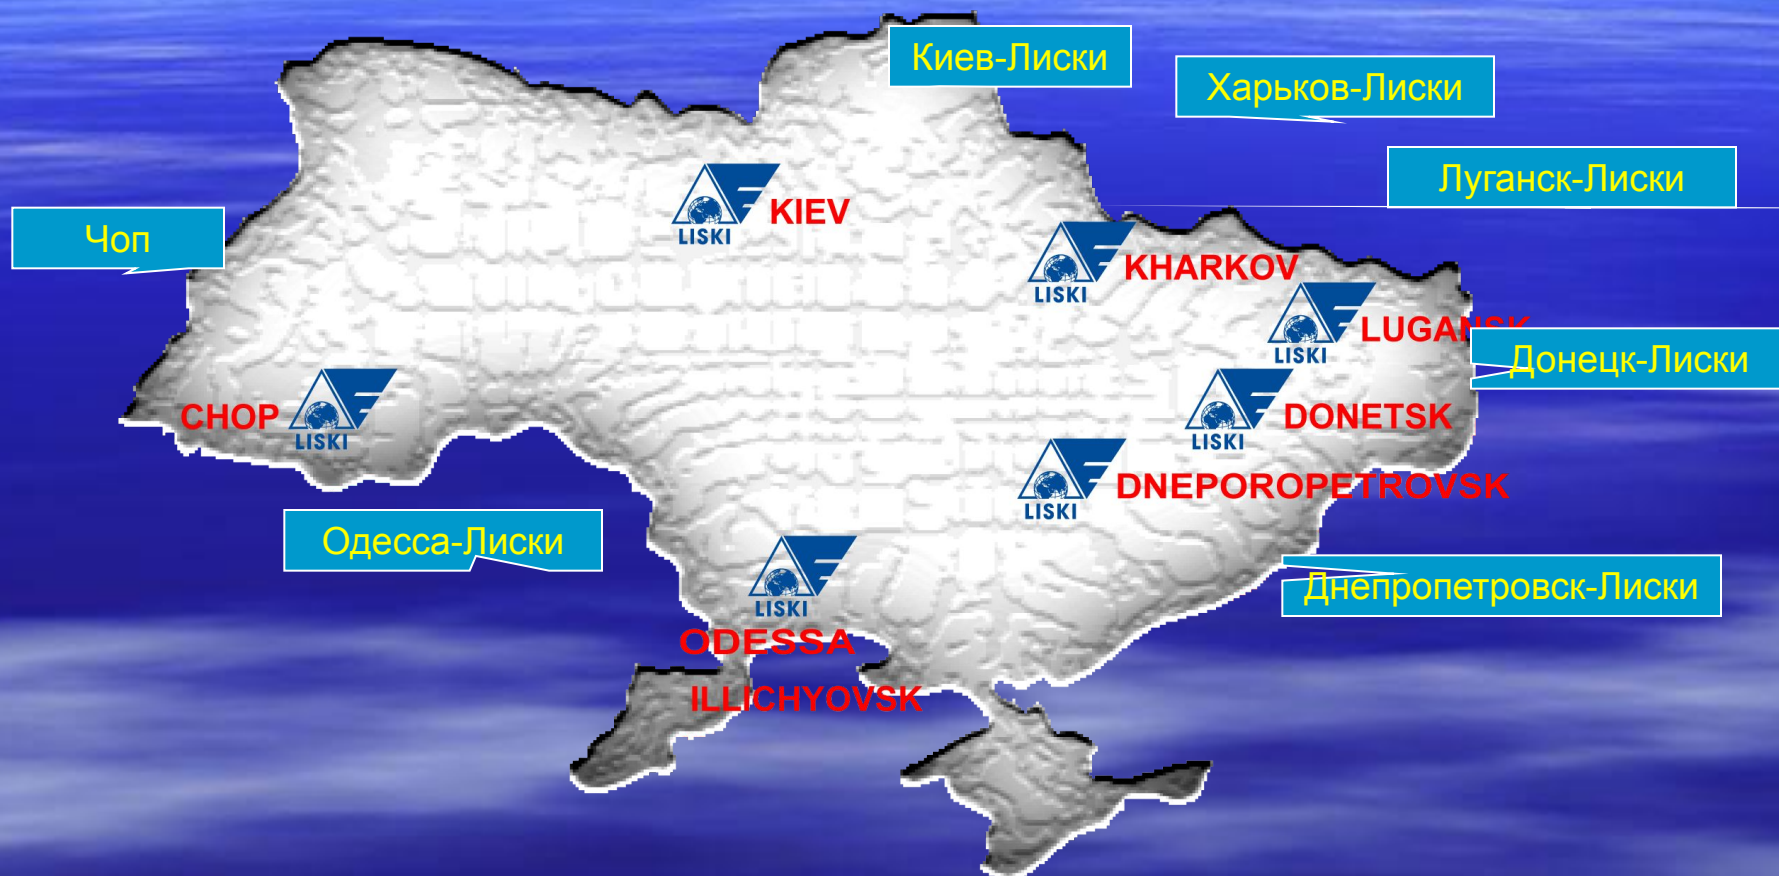 Киев-Лиски
Харьков-Лиски
Луганск-Лиски
Чоп
LISKI
KIEV
LISKI
KHARKOV
LISKI
LUGANSK
Донецк-Лиски
CHOP
LISKI
LISKI
DONETSK
LISKI
DNEPOROPETROVSK
Одесса-Лиски
LISKI
Днепропетровск-Лиски
ODESSA
ILLICHYOVSK